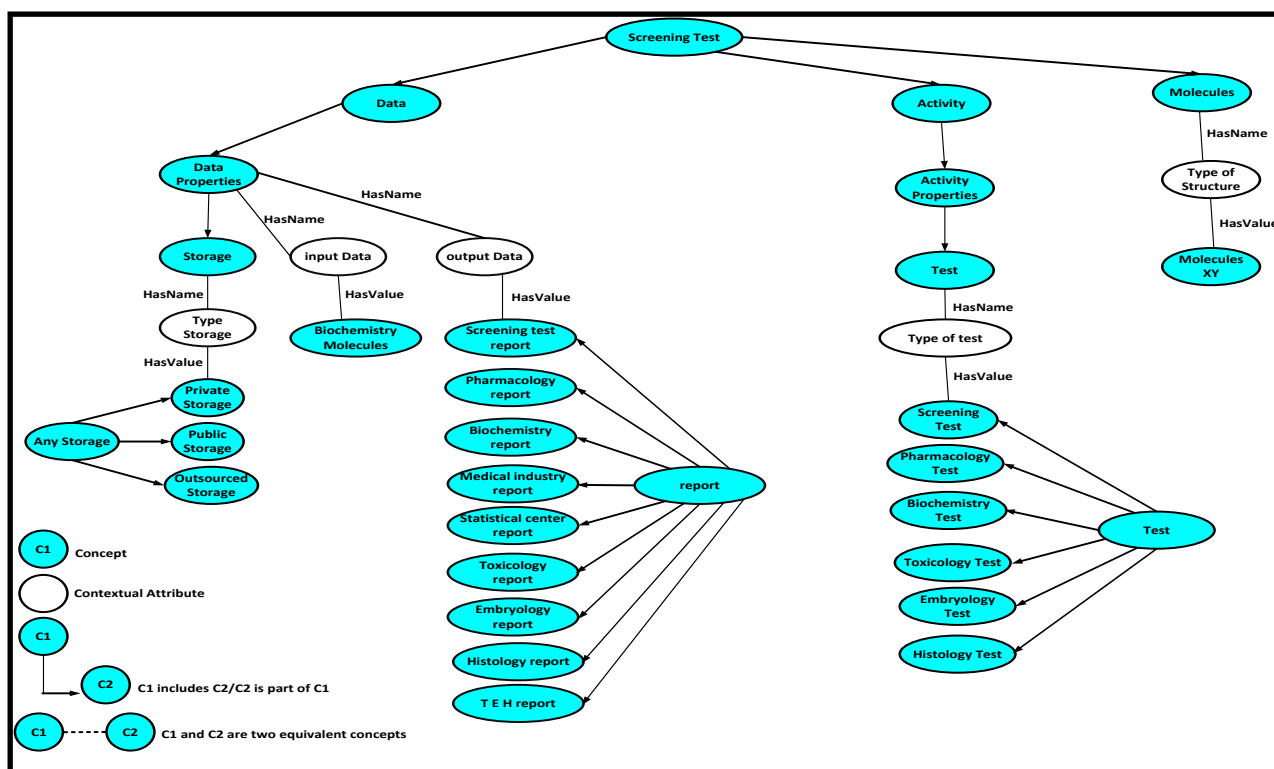 Screening Test
Data
Activity
Molecules
HasName
Data
Properties
HasName
HasName
Activity
Properties
Type of
Structure
HasValue
Storage
input Data
output Data
Test
Molecules
XY
HasName
HasValue
HasValue
HasName
Type
Storage
Biochemistry
Molecules
Screening test
report
Type of test
HasValue
HasValue
Private
Storage
Pharmacology
report
Screening
Test
Any Storage
Public
Storage
Biochemistry
report
Pharmacology
Test
Outsourced
Storage
Medical industry
report
report
Biochemistry
Test
Statistical center
report
Test
C1
Concept
Toxicology
report
Toxicology Test
Contextual Attribute
Embryology
report
Embryology
Test
C1
Histology report
Histology Test
C2
C1 includes C2/C2 is part of C1
T E H report
C1
C2
C1 and C2 are two equivalent concepts